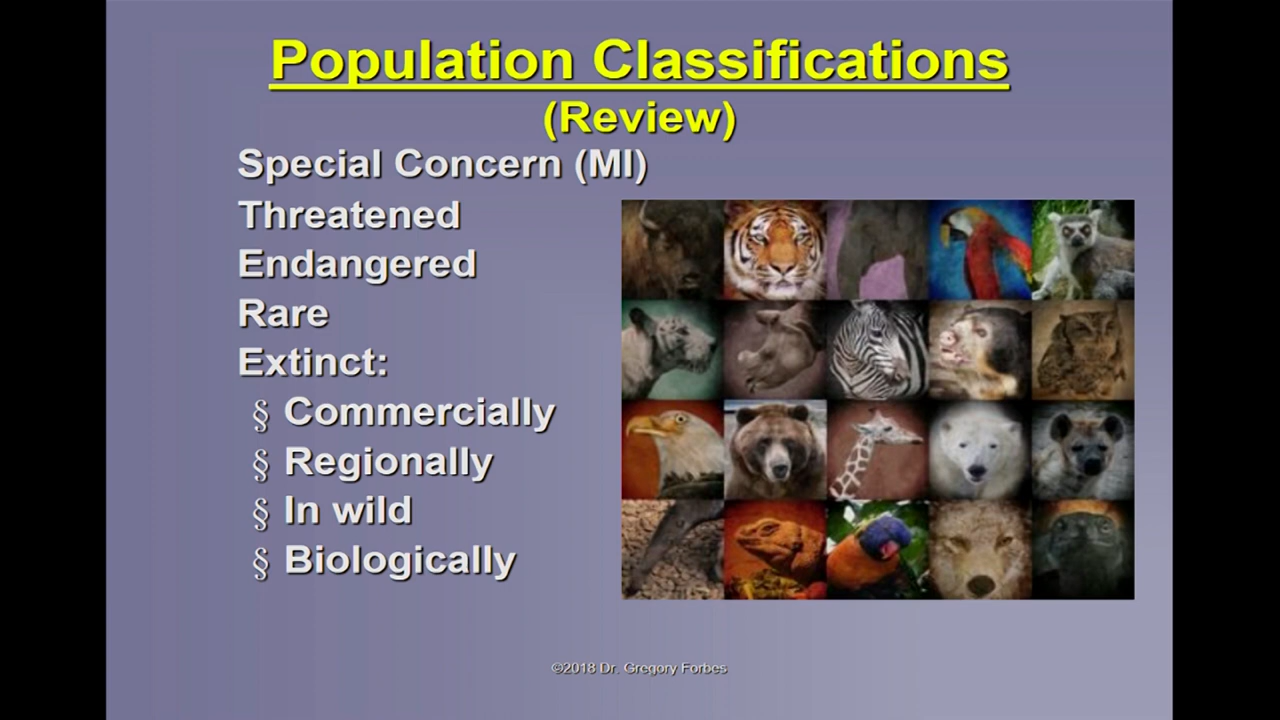 Population Classifications
(Review)
Special Concern (MI)
Threatened
Endangered
Rare
Extinct:
§ Commercially
§ Regionally
§ In wild
§ Biologically
©2018 Dr. Gregory Forbes